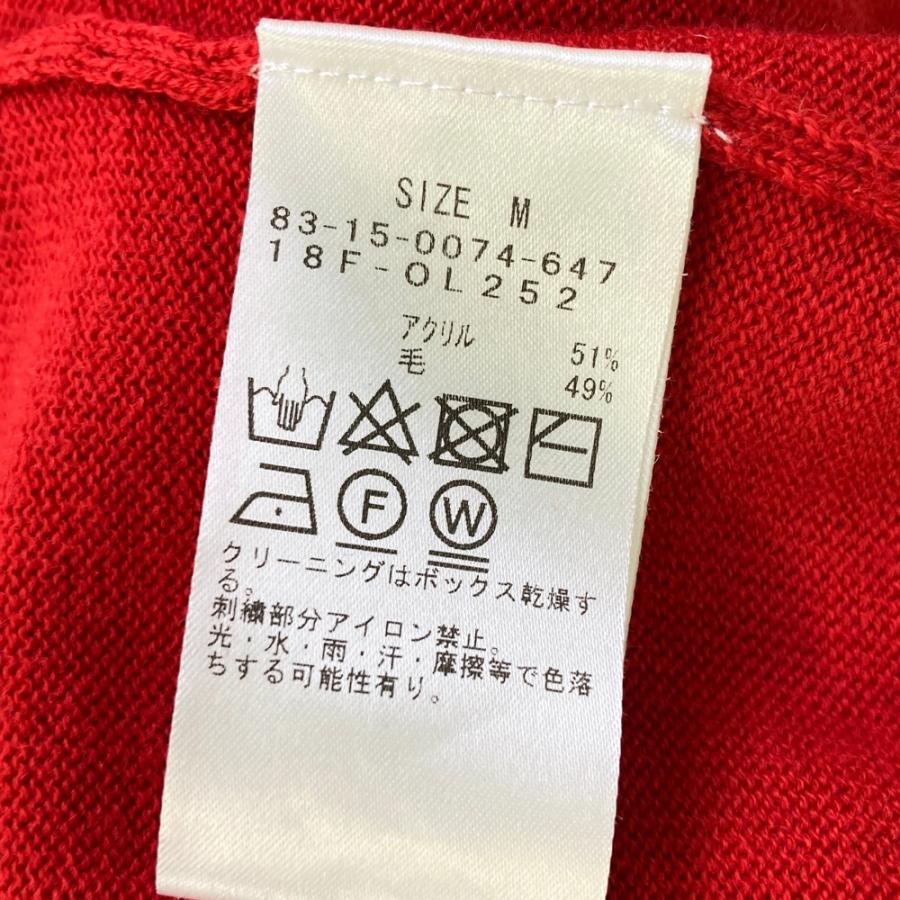 SIZE M
83-15-0074-647
18F-OL252
アクリル 51%
毛 49%
F W
クリーニングはボックス乾燥す
る。
刺繍部分アイロン禁止。
光・水・雨・汗・摩擦等で色落
ちする可能性有り。